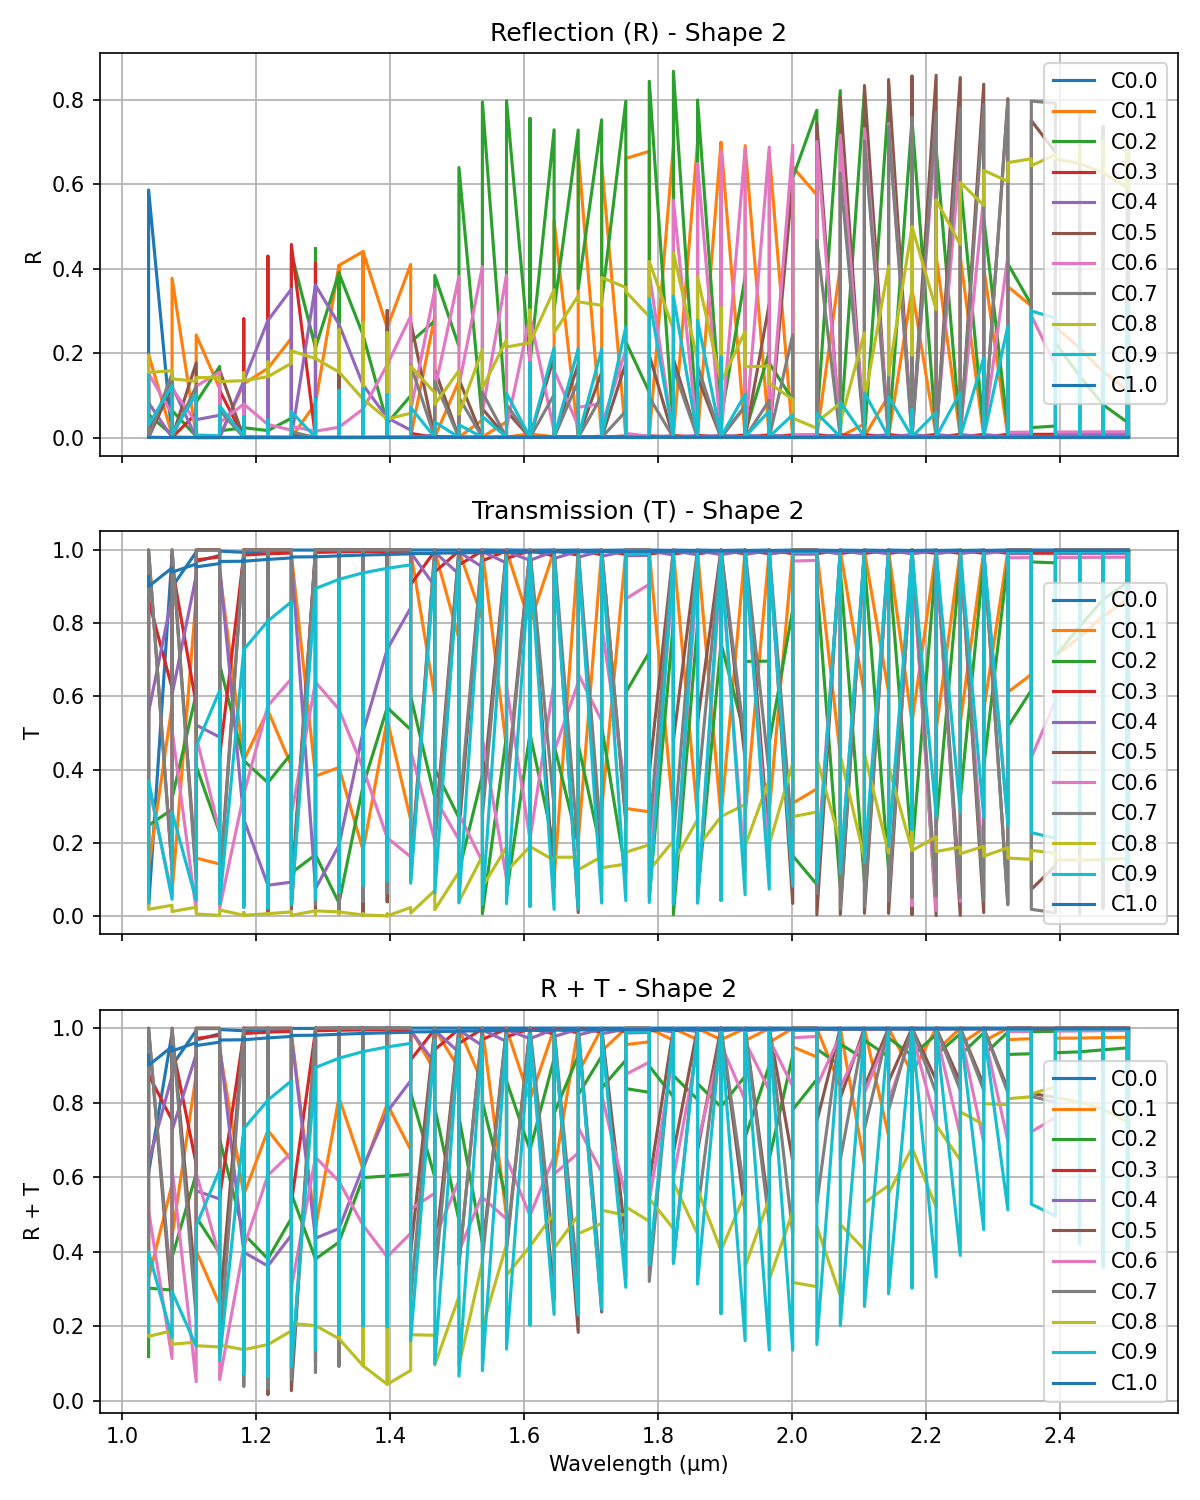 Reflection (R) - Shape 2
R
0.8
0.6
0.4
0.2
0.0
C0.0
C0.1
C0.2
C0.3
C0.4
C0.5
C0.6
C0.7
C0.8
C0.9
C1.0
Transmission (T) - Shape 2
T
1.0
0.8
0.6
0.4
0.2
0.0
C0.0
C0.1
C0.2
C0.3
C0.4
C0.5
C0.6
C0.7
C0.8
C0.9
C1.0
R + T - Shape 2
R + T
1.0
0.8
0.6
0.4
0.2
0.0
C0.0
C0.1
C0.2
C0.3
C0.4
C0.5
C0.6
C0.7
C0.8
C0.9
C1.0
1.0 1.2 1.4 1.6 1.8 2.0 2.2 2.4
Wavelength (μm)